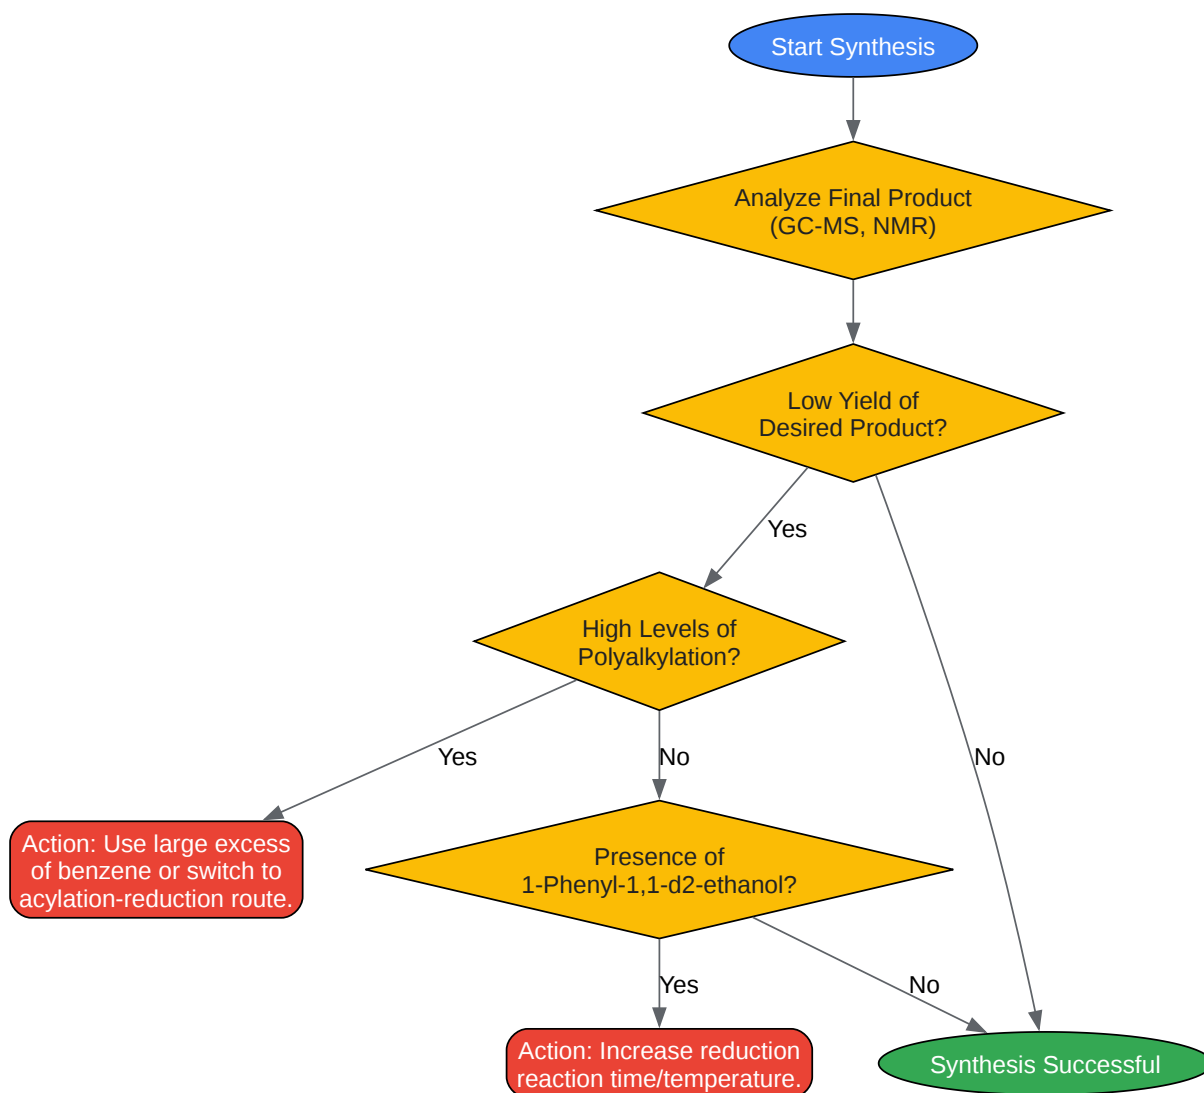 Start Synthesis
Analyze Final Product
(GC-MS, NMR)
Low Yield of
Desired Product?
Yes
High Levels of
Polyalkylation?
No
Yes
No
Action: Use large excess
of benzene or switch to
acylation-reduction route.
Presence of
1-Phenyl-1,1-d2-ethanol?
Yes
No
Action: Increase reduction
reaction time/temperature.
Synthesis Successful